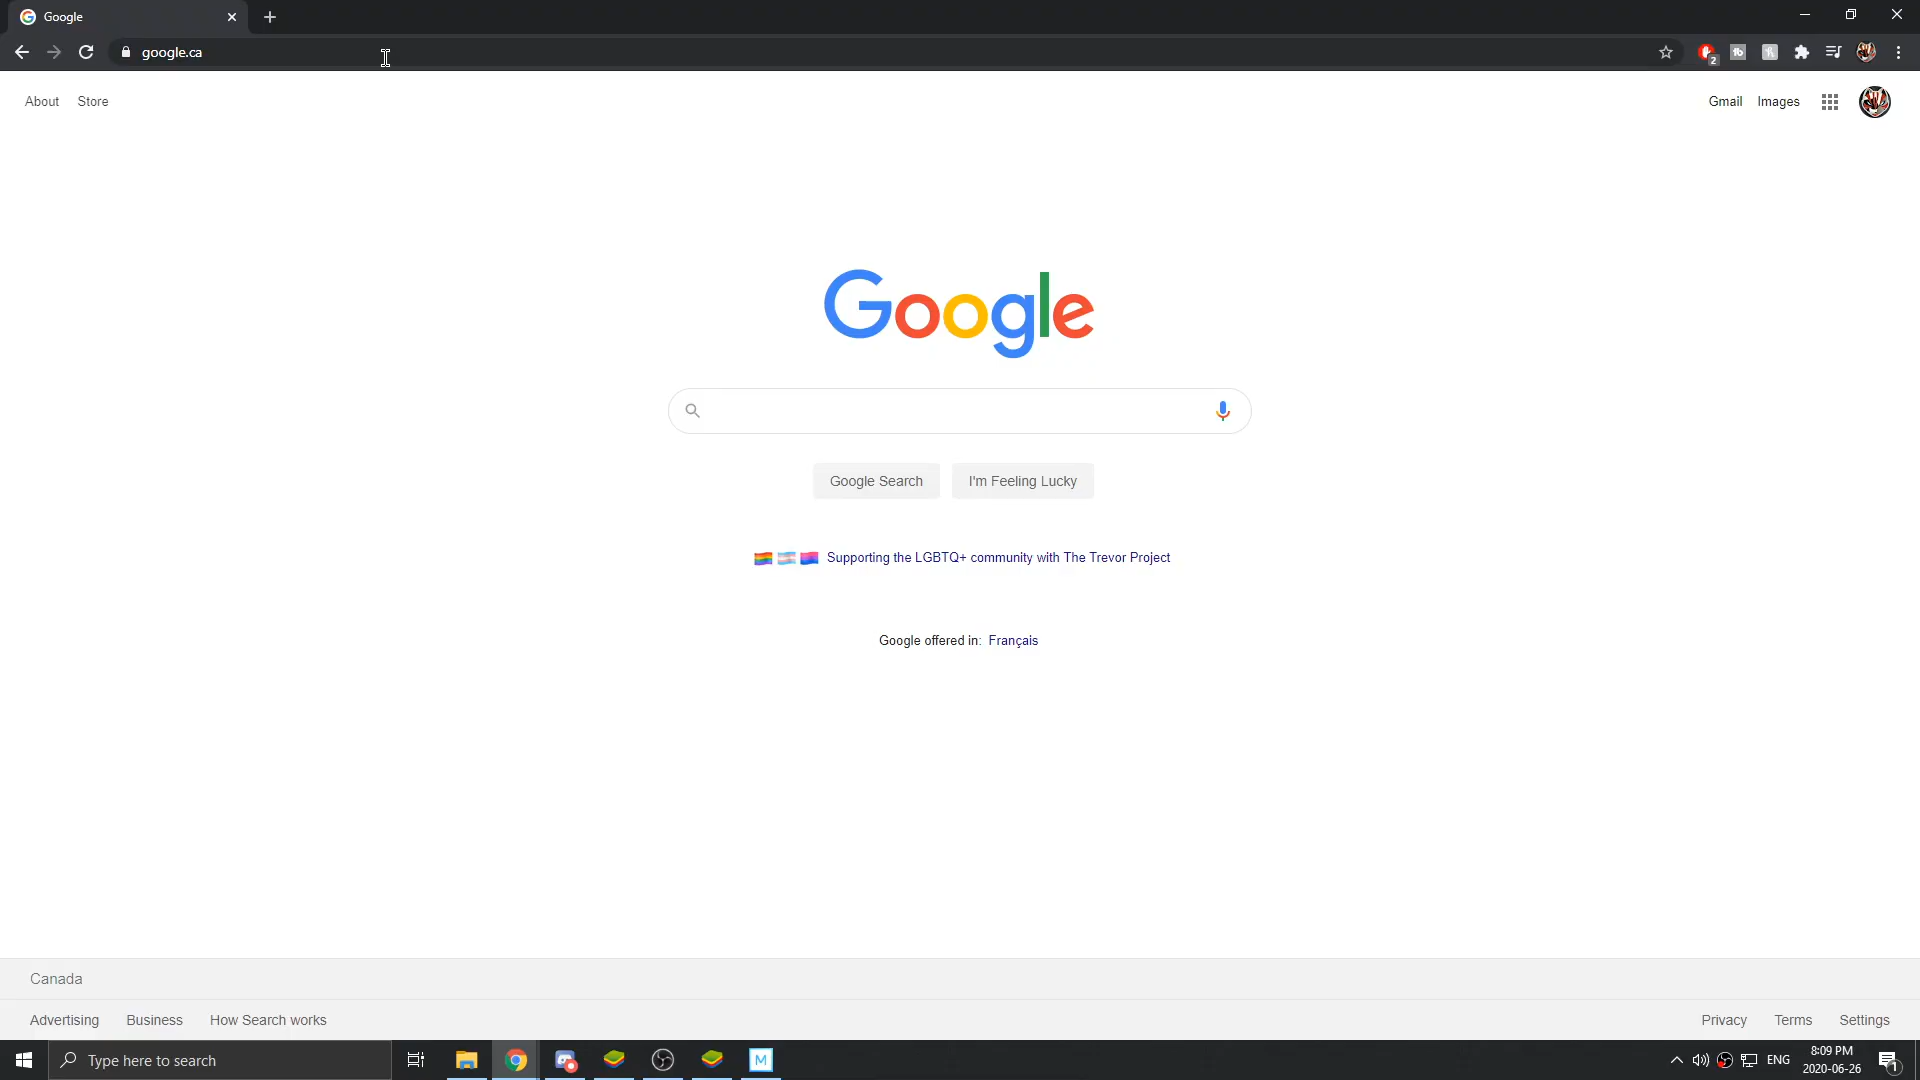 Google
google.ca
2
About Store
Gmail Images
Google
Google Search
I'm Feeling Lucky
Supporting the LGBTQ+ community with The Trevor Project
Google offered in: Français
Canada
Advertising Business How Search works
Privacy Terms Settings
Type here to search
M
ENG
8:09 PM
2020-06-26
1